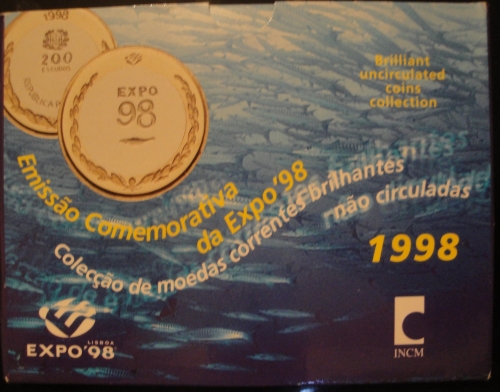 1998
200
ESCUDOS
EXPO
98
Brilliant
uncirculated
coins
collection
Emissão Comemorativa
da Expo'98
Colecção de moedas correntes brilhantes
não circuladas
1998
LISBOA
EXPO'98
INCM